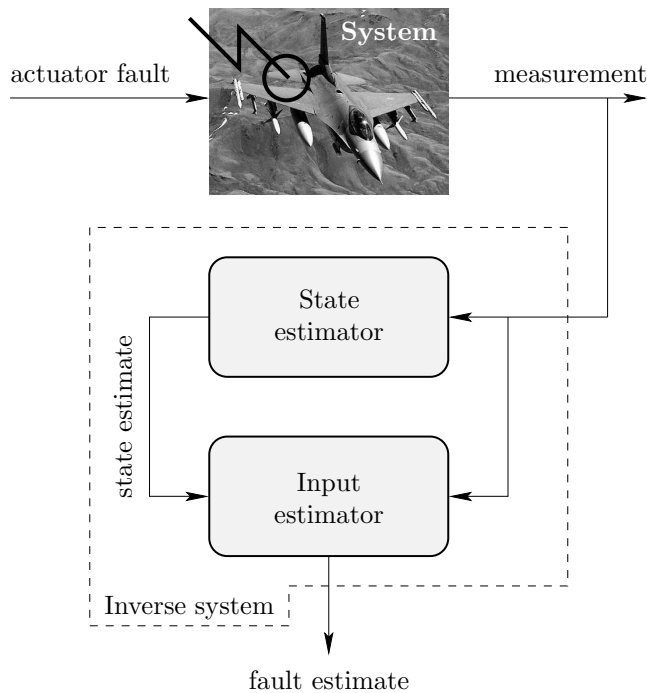 System
actuator fault
measurement
State
estimator
state estimate
Input
estimator
Inverse system
fault estimate